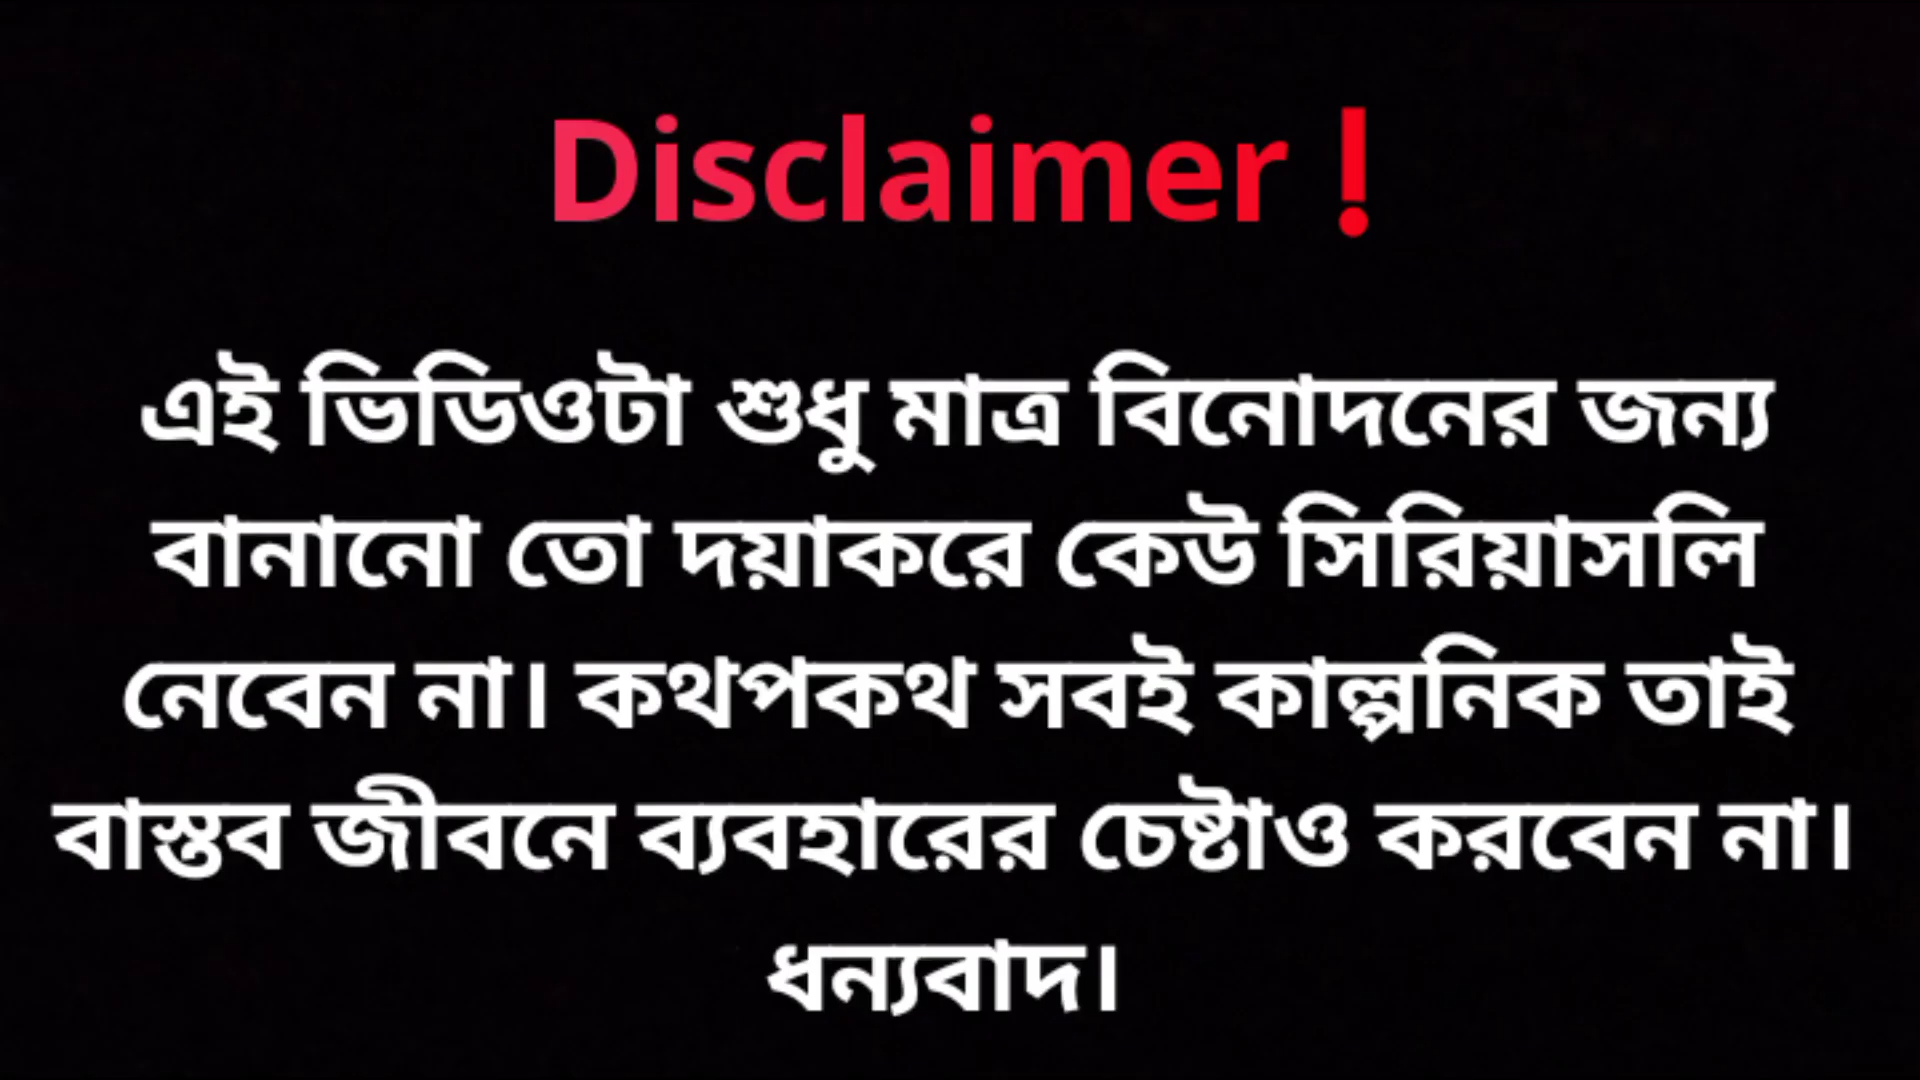 Disclaimer !
এই ভিডিওটা শুধু মাত্র বিনোদনের জন্য
বানানো তো দয়াকরে কেউ সিরিয়াসলি
নেবেন না। কথপকথ সবই কাল্পনিক তাই
বাস্তব জীবনে ব্যবহারের চেষ্টাও করবেন না।
ধন্যবাদ।